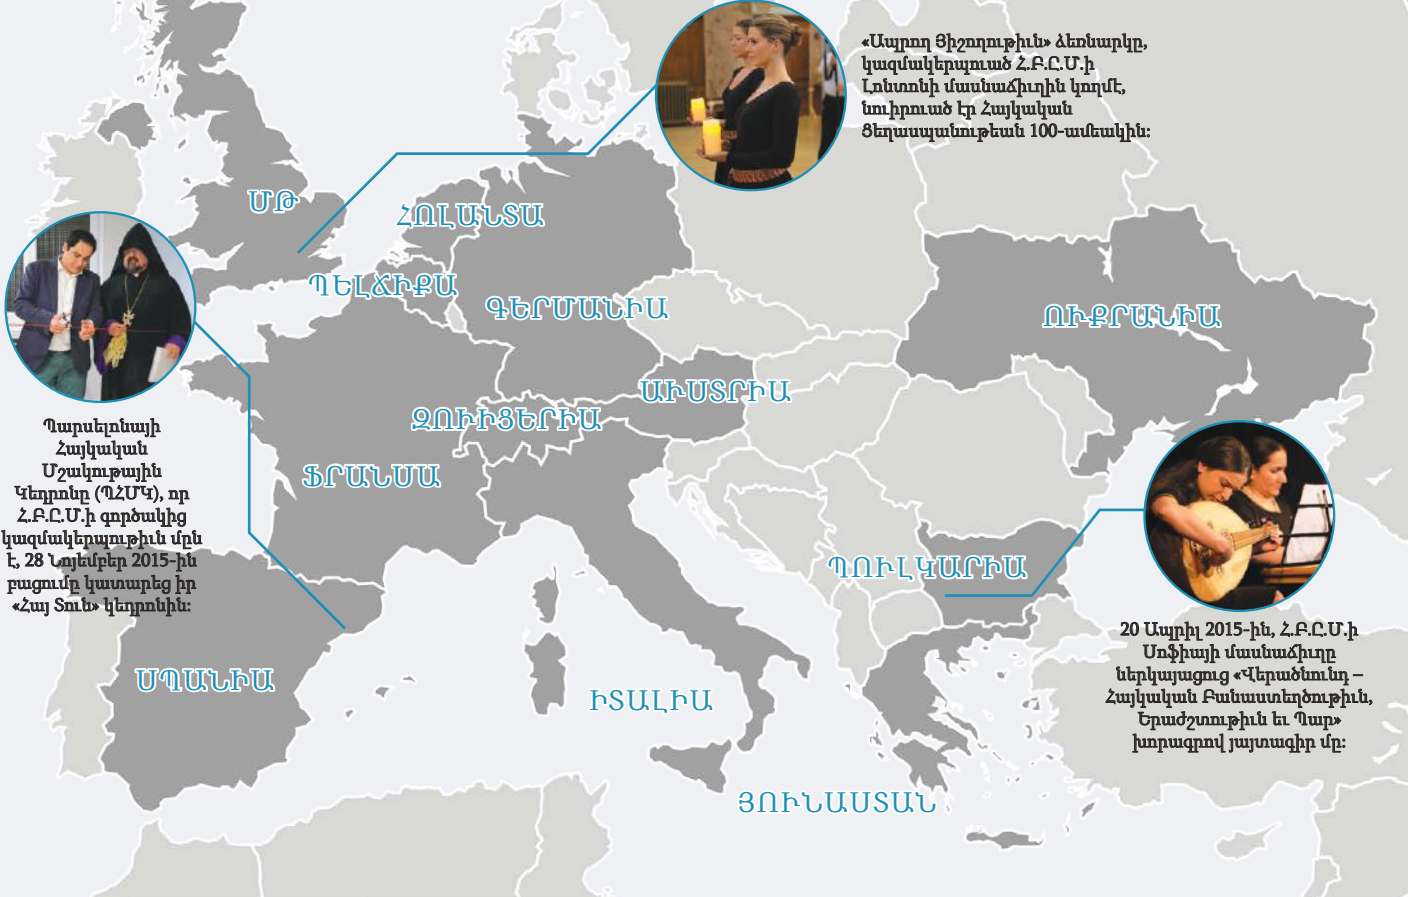 «Ապրող Յիշողութիւն» ձեռնարկը,
կազմակերպուած Հ.Բ.Ը.Մ.ի
Լոնտոնի մասնաճիւղին կողմէ,
նուիրուած էր Հայկական
Ցեղասպանութեան 100-ամեակին:
ՄԹ
ՀՈԼԱՆՏԱ
ՊԵԼՃԻՔԱ
ԳԵՐՄԱՆԻԱ
ՈՒՔՐԱՆԻԱ
ԱՒՍՏՐԻԱ
ԶՈՒԻՑԵՐԻԱ
ՖՐԱՆՍԱ
Պարսելոնայի
Հայկական
Մշակութային
Կեդրոնը (ՊՀՄԿ), որ
Հ.Բ.Ը.Մ.ի գործակից
կազմակերպութիւն մըն
է, 28 Նոյեմբեր 2015-ին
բացումը կատարեց իր
«Հայ Տուն» կեդրոնին:
ՊՈՒԼԿԱՐԻԱ
ՍՊԱՆԻԱ
ԻՏԱԼԻԱ
ՅՈՒՆԱՍՏԱՆ
20 Ապրիլ 2015-ին, Հ.Բ.Ը.Մ.ի
Սոֆիայի մասնաճիւղը
ներկայացուց «Վերածնունդ –
Հայկական Բանաստեղծութիւն,
Երաժշտութիւն եւ Պար»
խորագրով յայտագիր մը: